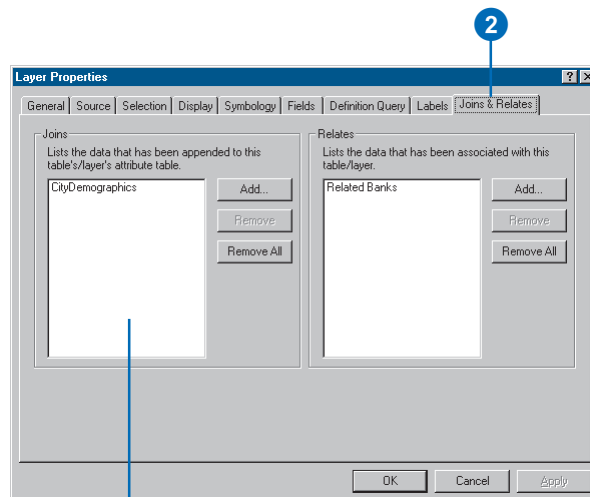 2
Layer Properties
General Source Selection Display Symbology Fields Definition Query Labels Joins & Relates
Joins
Lists the data that has been appended to this
table's/layer's attribute table.
CityDemographics
Add...
Remove
Remove All
Relates
Lists the data that has been associated with this
table/layer.
Related Banks
Add...
Remove
Remove All
OK Cancel Apply